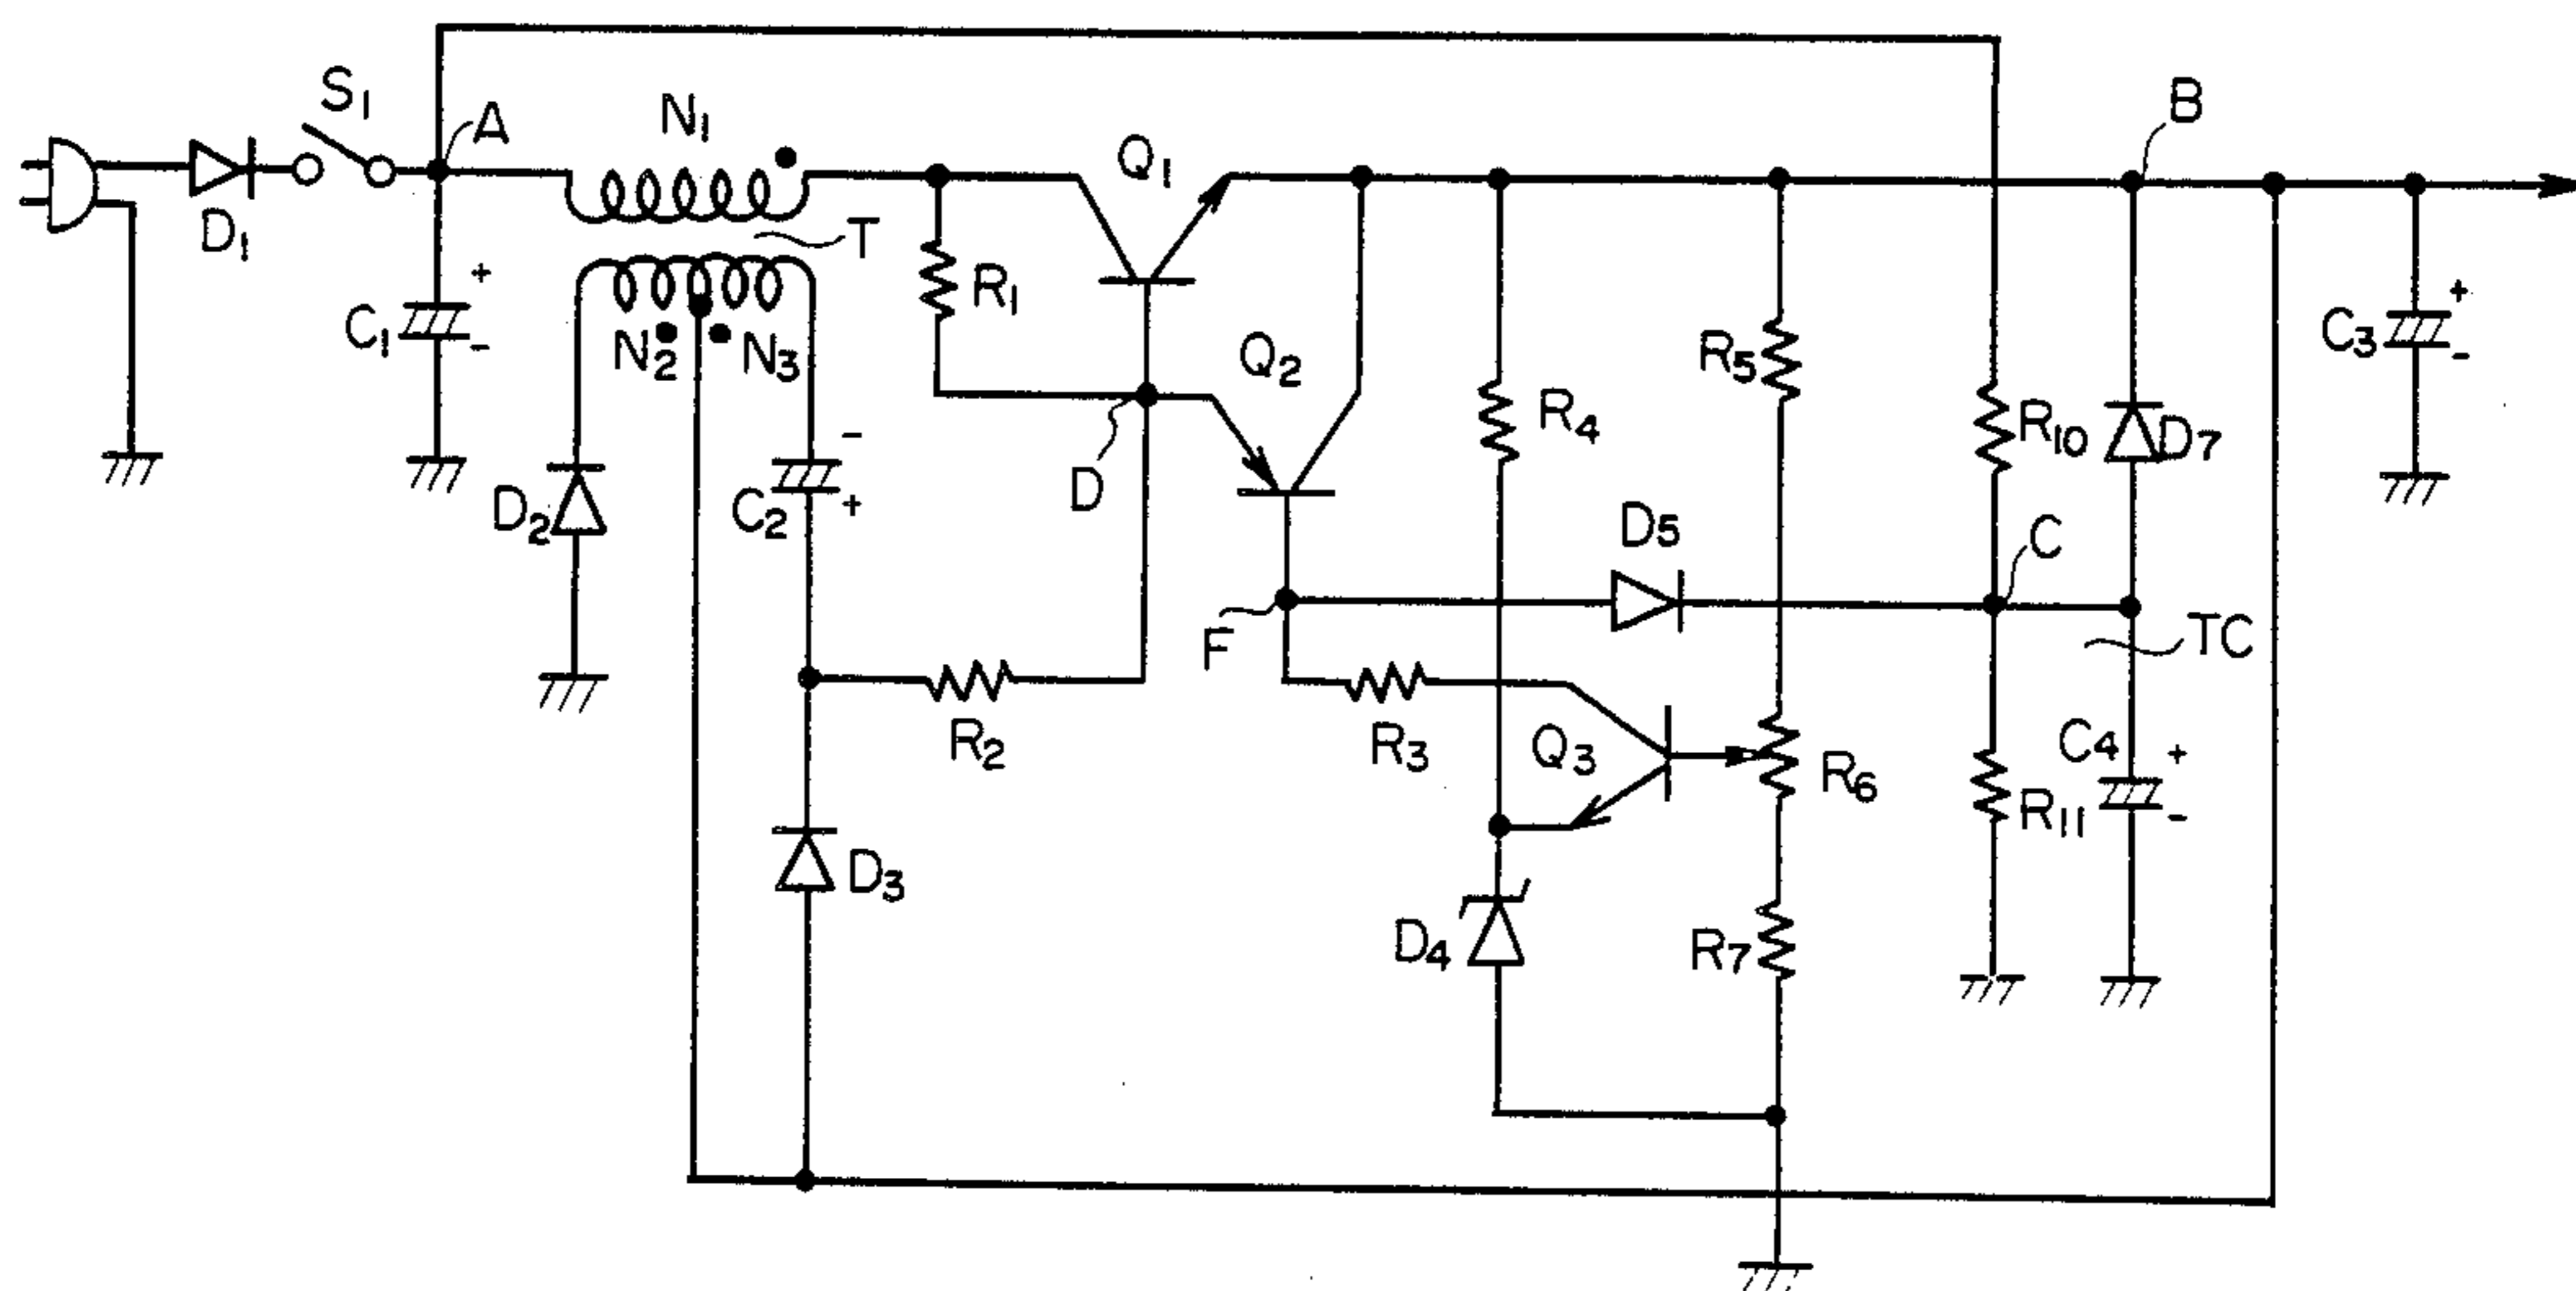 S1
A
N1
Q1
B
D1
T
R1
+
C1
-
N2
N3
Q2
R4
R5
R10
D7
+
C3
-
D
D2
-
C2
+
D5
C
F
TC
R2
R3
Q3
R6
C4
+
-
R11
D3
D4
R7